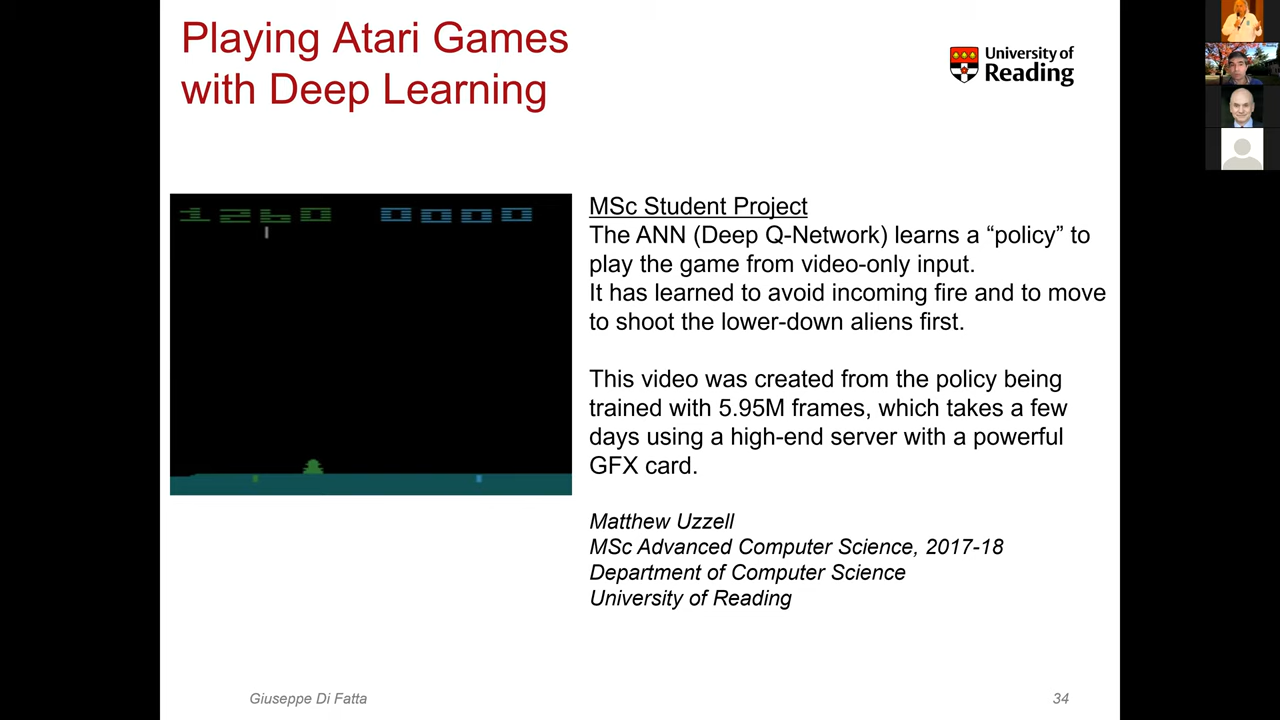 Playing Atari Games
with Deep Learning
University of
Reading
1260 0000
MSc Student Project
The ANN (Deep Q-Network) learns a “policy” to
play the game from video-only input.
It has learned to avoid incoming fire and to move
to shoot the lower-down aliens first.
This video was created from the policy being
trained with 5.95M frames, which takes a few
days using a high-end server with a powerful
GFX card.
Matthew Uzzell
MSc Advanced Computer Science, 2017-18
Department of Computer Science
University of Reading
Giuseppe Di Fatta
34